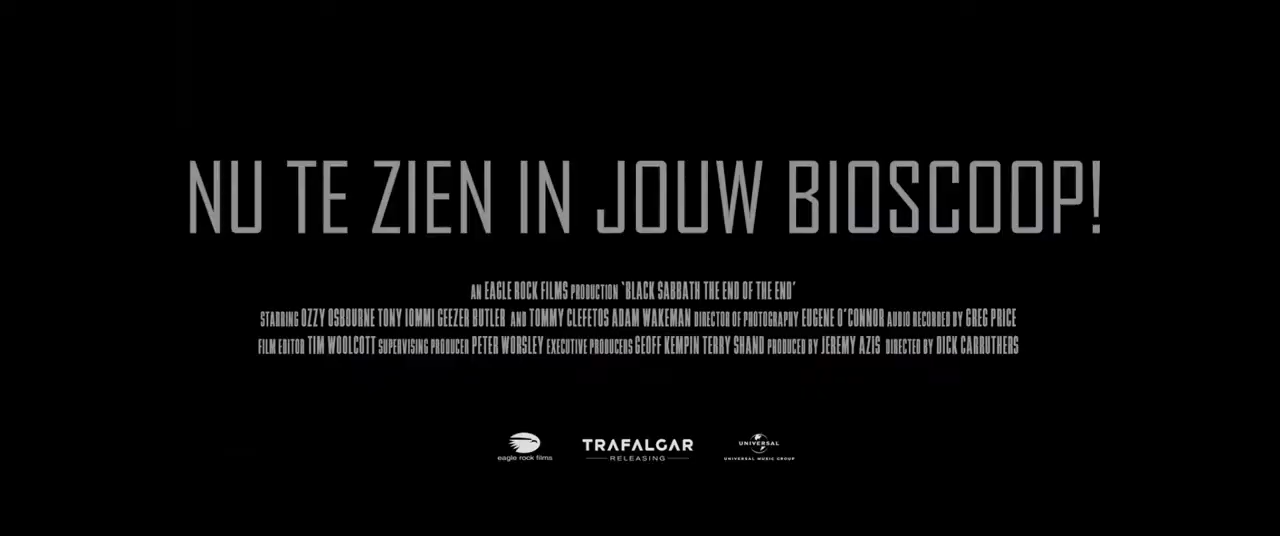 NU TE ZIEN IN JOUW BIOSCOOP!
AN EAGLE ROCK FILMS PRODUCTION 'BLACK SABBATH THE END OF THE END'
STARRING OZZY OSBOURNE TONY IOMMI GEEZER BUTLER AND TOMMY CLEFETOS ADAM WAKEMAN DIRECTOR OF PHOTOGRAPHY EUGENE O'CONNOR AUDIO RECORDED BY GREG PRICE
FILM EDITOR TIM WOOLCOTT SUPERVISING PRODUCER PETER WORSLEY EXECUTIVE PRODUCERS GEOFF KEMPIN TERRY SHAND PRODUCED BY JEREMY AZIS DIRECTED BY DICK CARRUTHERS
eagle rock films
TRAFALGAR
RELEASING
UNIVERSAL
UNIVERSAL MUSIC GROUP